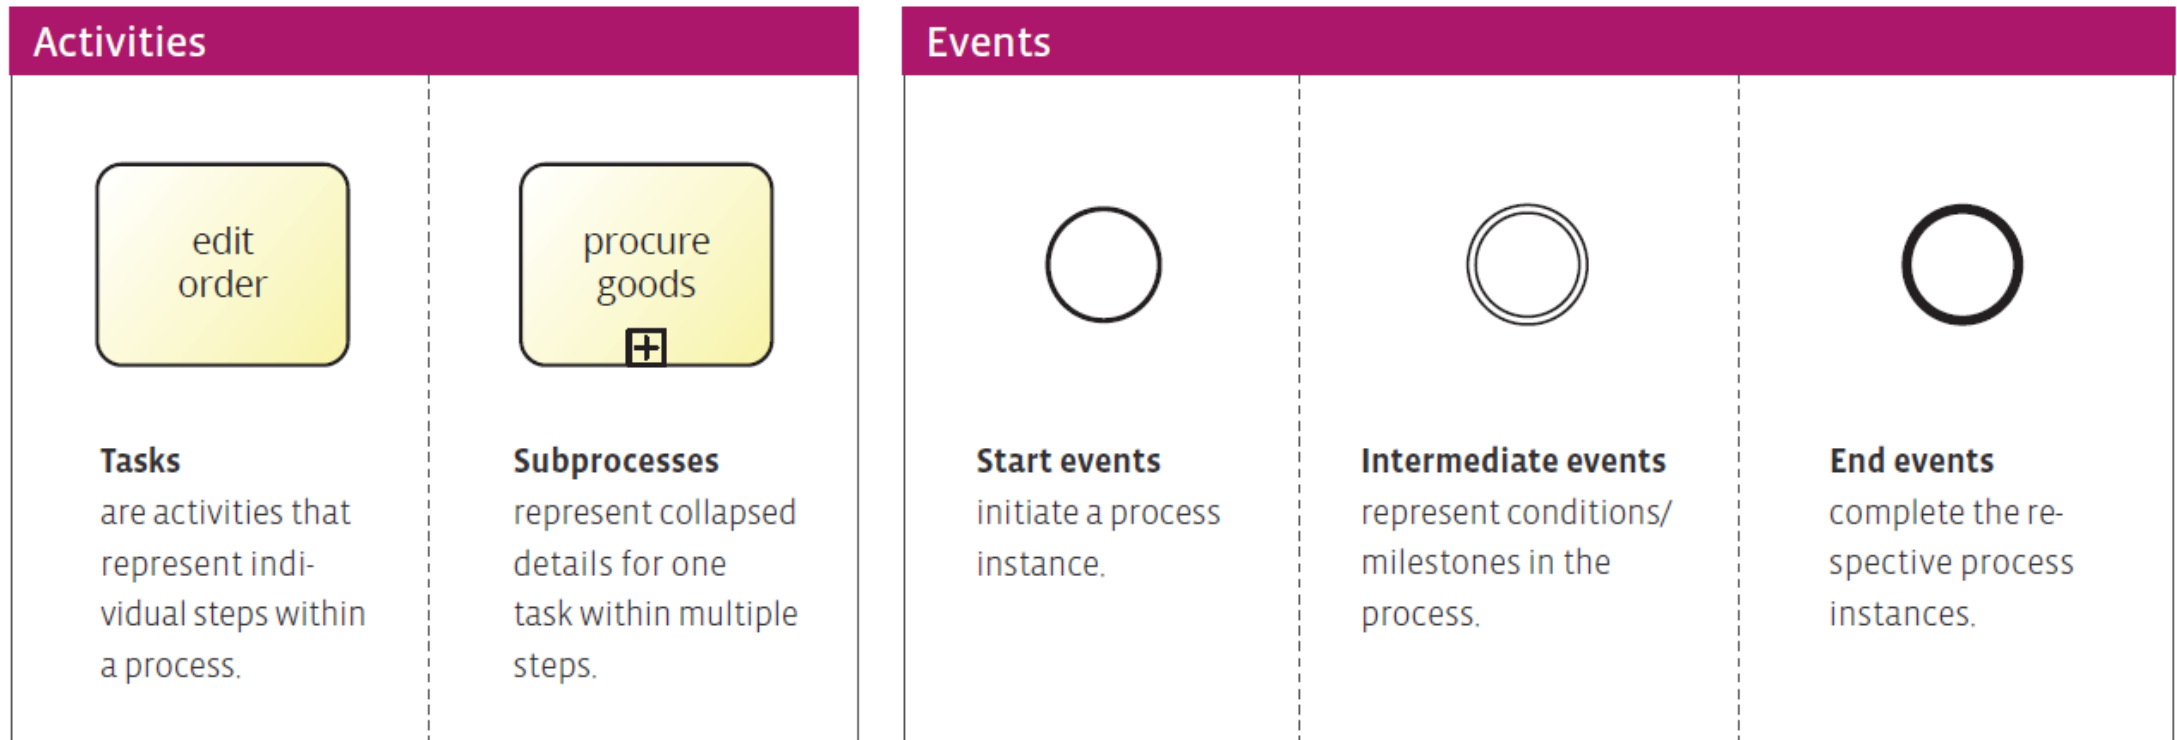 Activities
edit
order
Tasks
are activities that
represent indi-
vidual steps within
a process.
procure
goods
Subprocesses
represent collapsed
details for one
task within multiple
steps.
Events
Start events
initiate a process
instance.
Intermediate events
represent conditions/
milestones in the
process.
End events
complete the re-
spective process
instances.